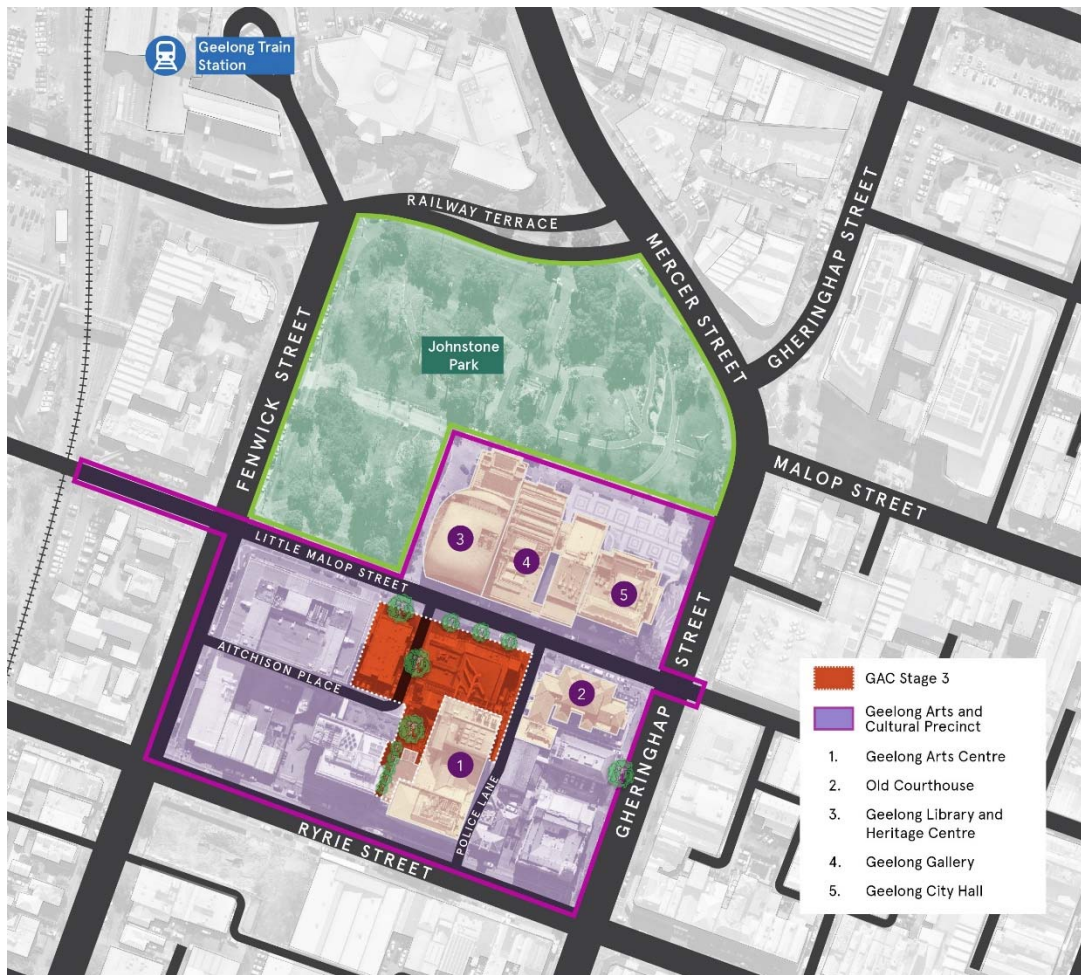 Geelong Train
Station
RAILWAY TERRACE
MERCER STREET
GHERINGHAP STREET
Johnstone
Park
FENWICK STREET
MALOP STREET
LITTLE MALOP STREET
3
4
5
AITCHISON PLACE
2
1
POLICE LANE
GHERINGHAP STREET
RYRIE STREET
GAC Stage 3
Geelong Arts and
Cultural Precinct
1. Geelong Arts Centre
2. Old Courthouse
3. Geelong Library and
Heritage Centre
4. Geelong Gallery
5. Geelong City Hall